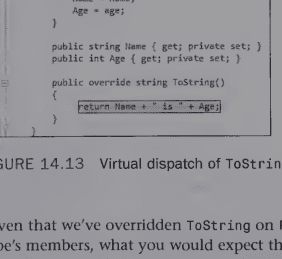 Age = age;
}
public string Name { get; private set; }
public int Age { get; private set; }
public override string ToString()
{
return Name + " is " + Age;
}
}
GURE 14.13 Virtual dispatch of ToStrin
ven that we've overridden ToString on
pe's members, what you would expect th